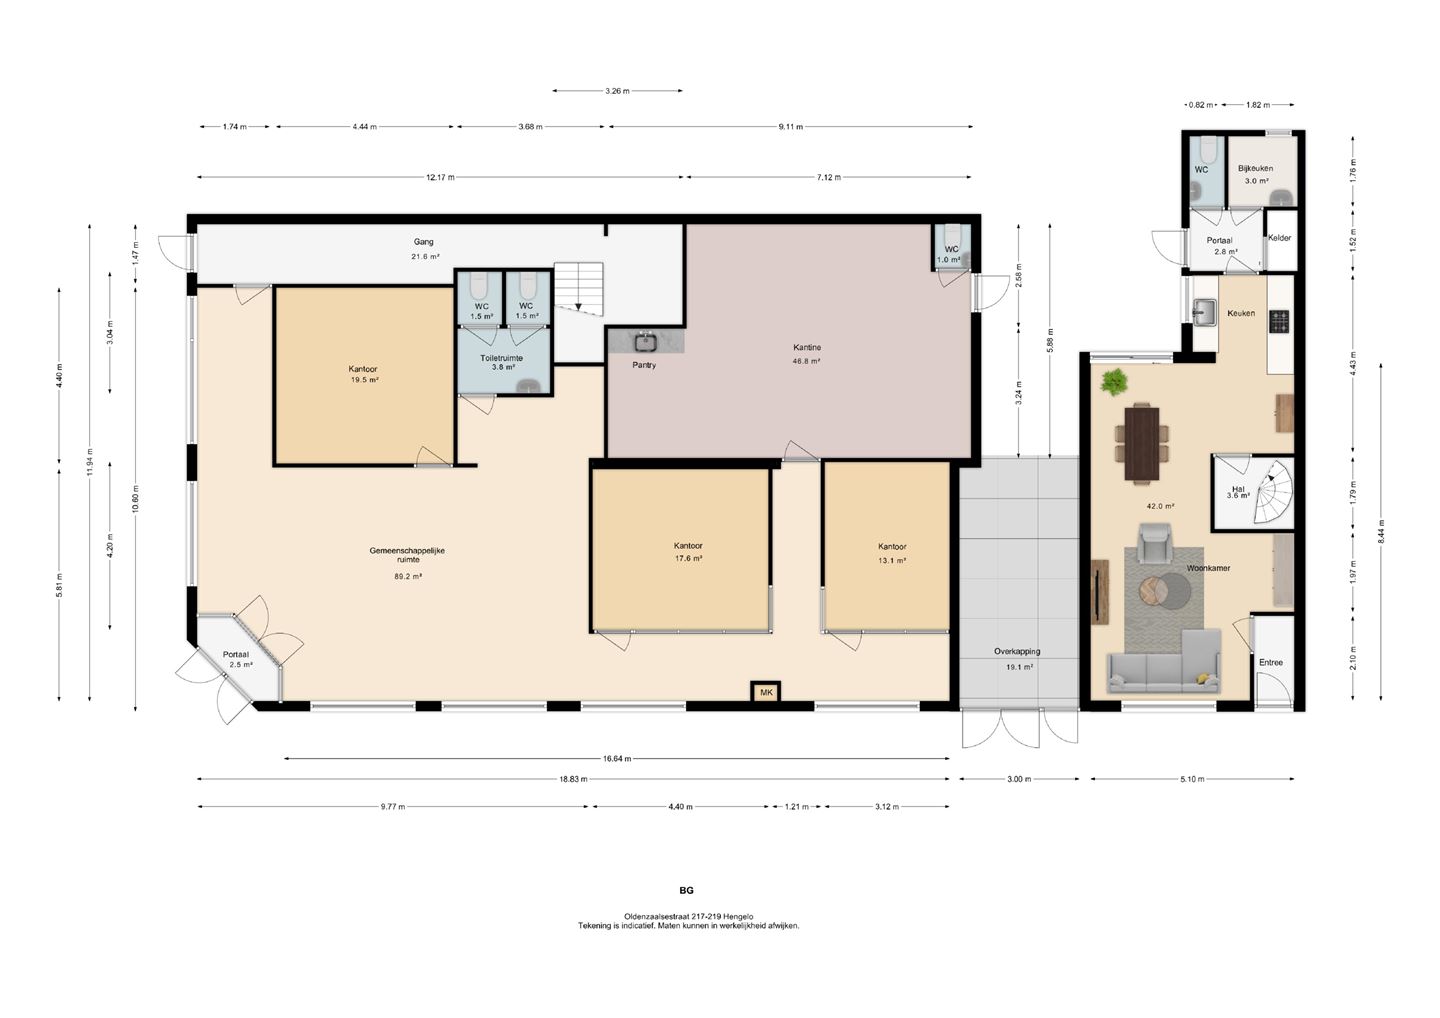 3.26 m
0.82 m
1.82 m
1.74 m
4.44 m
3.68 m
9.11 m
12.17 m
7.12 m
1.76 m
WC
Bijkeuken
3.0 m²
Portaal
2.8 m²
Kelder
1.52 m
Gang
21.6 m²
1.47 m
WC
1.0 m²
2.58 m
WC
1.5 m²
WC
1.5 m²
Keuken
3.04 m
5.88 m
Kantine
46.8 m²
Toiletruimte
3.8 m²
Pantry
Kantoor
19.5 m²
4.40 m
4.43 m
3.24 m
11.94 m
10.60 m
Hal
3.6 m²
1.79 m
42.0 m²
8.44 m
4.20 m
Gemeenschappelijke
ruimte
89.2 m²
Kantoor
17.6 m²
Kantoor
13.1 m²
Woonkamer
1.97 m
5.81 m
Portaal
2.5 m²
Overkapping
19.1 m²
Entree
2.10 m
MK
16.64 m
18.83 m
3.00 m
5.10 m
9.77 m
4.40 m
1.21 m
3.12 m
BG
Oldenzaalsestraat 217-219 Hengelo
Tekening is indicatief. Maten kunnen in werkelijkheid afwijken.